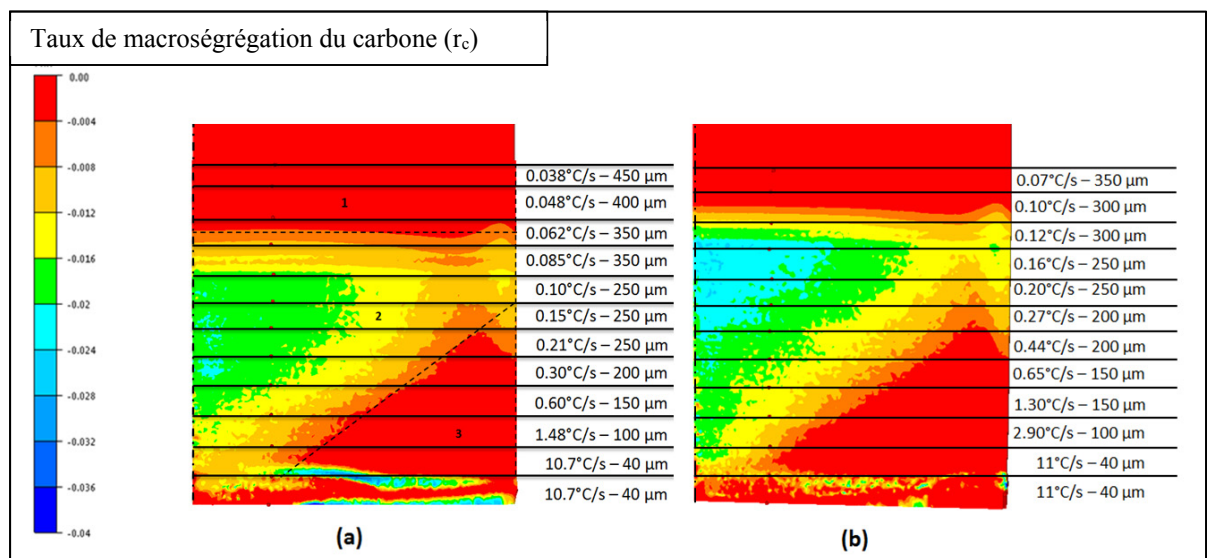 Taux de macroségrégation du carbone (rc)
0.00
-0.004
-0.008
-0.012
-0.016
-0.02
-0.024
-0.028
-0.032
-0.036
-0.04
1
2
3
0.038°C/s – 450 µm
0.048°C/s – 400 µm
0.062°C/s – 350 µm
0.085°C/s – 350 µm
0.10°C/s – 250 µm
0.15°C/s – 250 µm
0.21°C/s – 250 µm
0.30°C/s – 200 µm
0.60°C/s – 150 µm
1.48°C/s – 100 µm
10.7°C/s – 40 µm
10.7°C/s – 40 µm
(a)
0.07°C/s – 350 µm
0.10°C/s – 300 µm
0.12°C/s – 300 µm
0.16°C/s – 250 µm
0.20°C/s – 250 µm
0.27°C/s – 200 µm
0.44°C/s – 200 µm
0.65°C/s – 150 µm
1.30°C/s – 150 µm
2.90°C/s – 100 µm
11°C/s – 40 µm
11°C/s – 40 µm
(b)